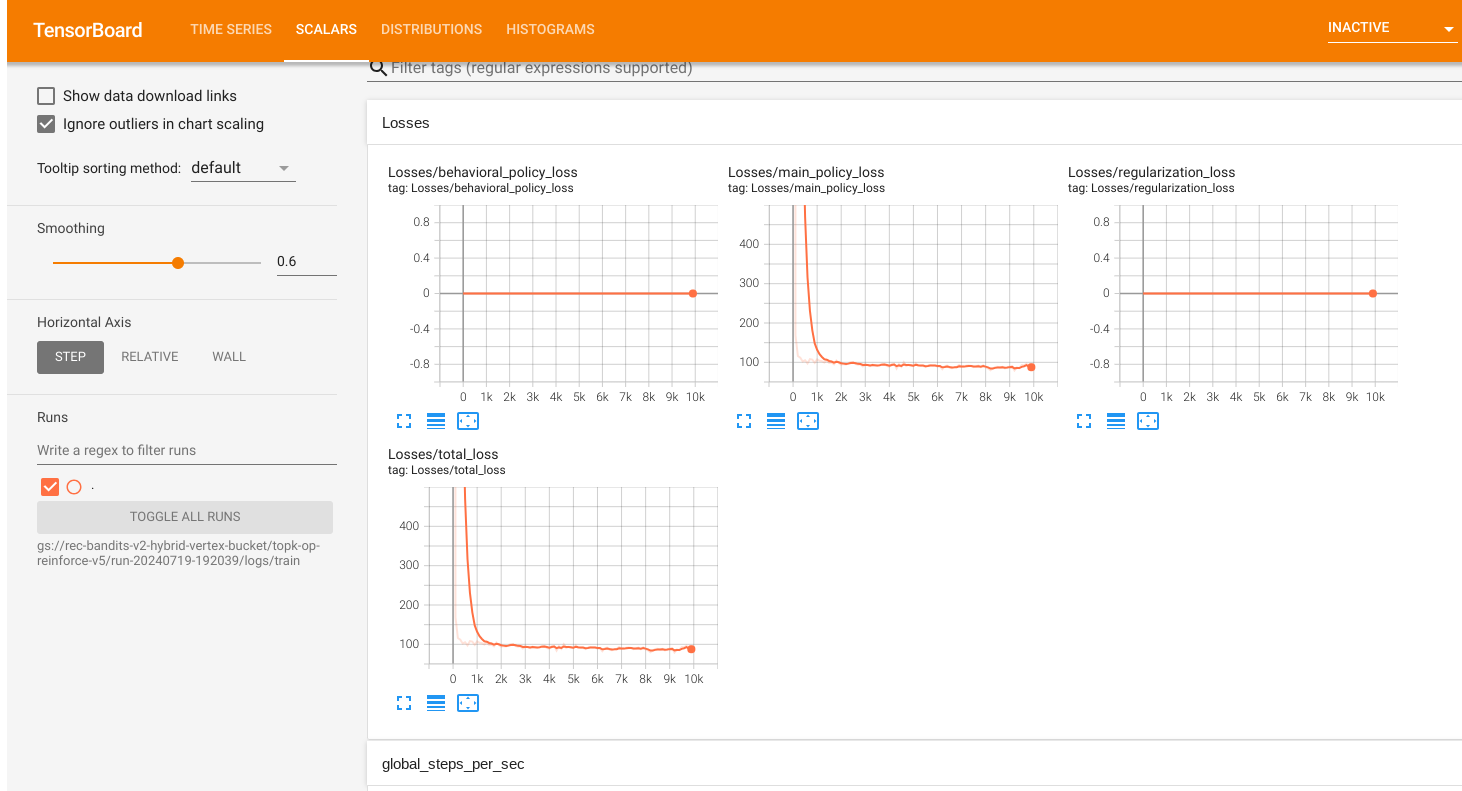 TensorBoard TIME SERIES SCALARS DISTRIBUTIONS HISTOGRAMS INACTIVE
Filter tags (regular expressions supported)
Show data download links
Ignore outliers in chart scaling
Tooltip sorting method: default
Smoothing
0.6
Horizontal Axis
STEP RELATIVE WALL
Runs
Write a regex to filter runs
.
TOGGLE ALL RUNS
gs://rec-bandits-v2-hybrid-vertex-bucket/topk-op-
reinforce-v5/run-20240719-192039/logs/train
Losses
Losses/behavioral_policy_loss
tag: Losses/behavioral_policy_loss
0.8
0.4
0
-0.4
-0.8
0 1k 2k 3k 4k 5k 6k 7k 8k 9k 10k
Losses/main_policy_loss
tag: Losses/main_policy_loss
400
300
200
100
0 1k 2k 3k 4k 5k 6k 7k 8k 9k 10k
Losses/regularization_loss
tag: Losses/regularization_loss
0.8
0.4
0
-0.4
-0.8
0 1k 2k 3k 4k 5k 6k 7k 8k 9k 10k
Losses/total_loss
tag: Losses/total_loss
400
300
200
100
0 1k 2k 3k 4k 5k 6k 7k 8k 9k 10k
global_steps_per_sec